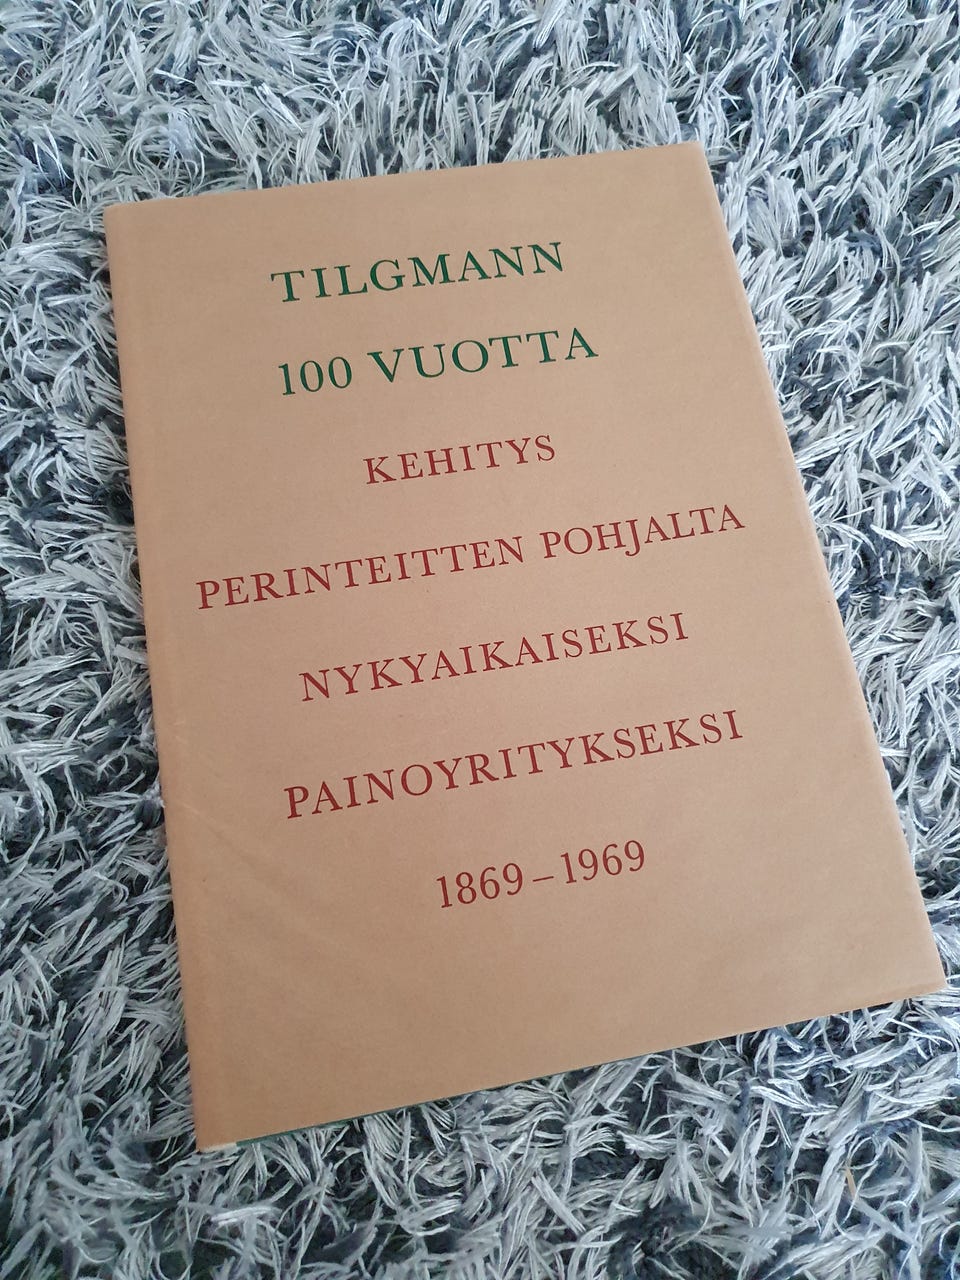 TILGMANN
100 VUOTTA
KEHITYS
PERINTEITTEN POHJALTA
NYKYAIKAISEKSI
PAINOYRITYKSEKSI
1869–1969